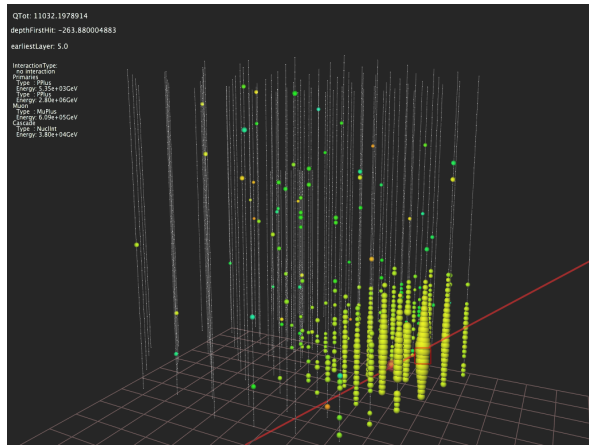 QTot: 11032.1978914
depthFirstHit: -263.880004883
earliestLayer: 5.0
InteractionType:
no interaction
Primaries
Type : PPlus
Energy: 5.35e+03GeV
Type : PPlus
Energy: 2.80e+06GeV
Muon
Type : MuPlus
Energy: 6.09e+05GeV
Cascade
Type : NuclInt
Energy: 3.80e+04GeV